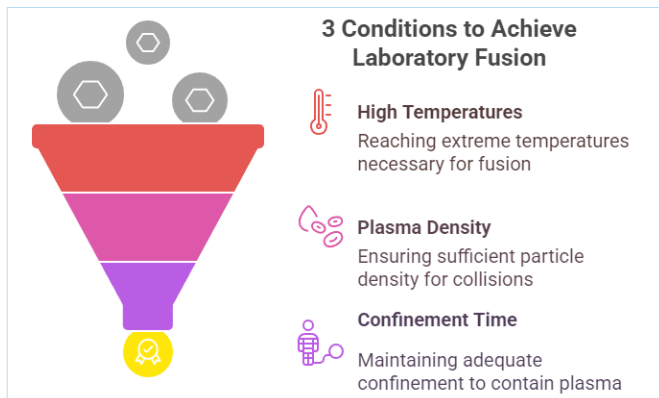 3 Conditions to Achieve
Laboratory Fusion
High Temperatures
Reaching extreme temperatures
necessary for fusion
Plasma Density
Ensuring sufficient particle
density for collisions
Confinement Time
Maintaining adequate
confinement to contain plasma